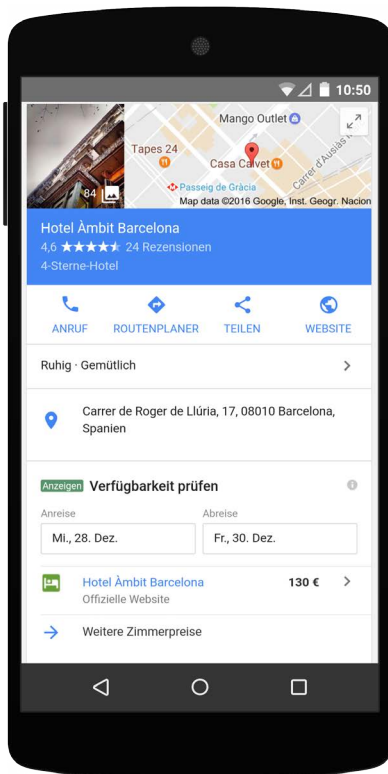 10:50
Mango Outlet
Tapes 24
Casa Calvet
Carrer d'Ausiàs
Passeig de Gràcia
84
Map data ©2016 Google, Inst. Geogr. Nacion
Hotel Àmbit Barcelona
4,6 24 Rezensionen
4-Sterne-Hotel
ANRUF ROUTENPLANER TEILEN WEBSITE
Ruhig · Gemütlich
Carrer de Roger de Llúria, 17, 08010 Barcelona,
Spanien
Anzeigen Verfügbarkeit prüfen
Anreise Abreise
Mi., 28. Dez. Fr., 30. Dez.
Hotel Àmbit Barcelona 130 €
Offizielle Website
Weitere Zimmerpreise